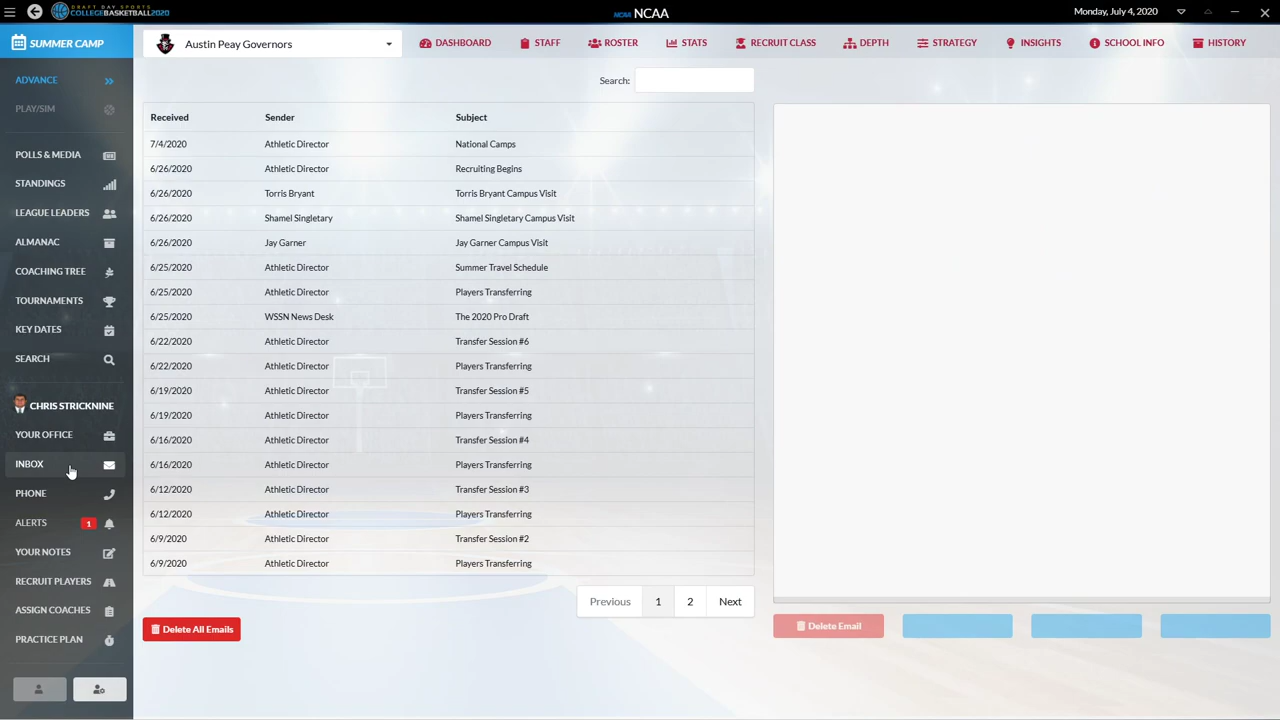 DRAFT DAY SPORTS
COLLEGE BASKETBALL 2020
NCAA NCAA
Monday, July 4, 2020
SUMMER CAMP
Austin Peay Governors
DASHBOARD
STAFF
ROSTER
STATS
RECRUIT CLASS
DEPTH
STRATEGY
INSIGHTS
SCHOOL INFO
HISTORY
ADVANCE
PLAY/SIM
POLLS & MEDIA
STANDINGS
LEAGUE LEADERS
ALMANAC
COACHING TREE
TOURNAMENTS
KEY DATES
SEARCH
CHRIS STRICKNINE
YOUR OFFICE
INBOX
PHONE
ALERTS 1
YOUR NOTES
RECRUIT PLAYERS
ASSIGN COACHES
PRACTICE PLAN
Search:
Received Sender Subject
7/4/2020 Athletic Director National Camps
6/26/2020 Athletic Director Recruiting Begins
6/26/2020 Torris Bryant Torris Bryant Campus Visit
6/26/2020 Shamel Singletary Shamel Singletary Campus Visit
6/26/2020 Jay Garner Jay Garner Campus Visit
6/25/2020 Athletic Director Summer Travel Schedule
6/25/2020 Athletic Director Players Transferring
6/25/2020 WSSN News Desk The 2020 Pro Draft
6/22/2020 Athletic Director Transfer Session #6
6/22/2020 Athletic Director Players Transferring
6/19/2020 Athletic Director Transfer Session #5
6/19/2020 Athletic Director Players Transferring
6/16/2020 Athletic Director Transfer Session #4
6/16/2020 Athletic Director Players Transferring
6/12/2020 Athletic Director Transfer Session #3
6/12/2020 Athletic Director Players Transferring
6/9/2020 Athletic Director Transfer Session #2
6/9/2020 Athletic Director Players Transferring
Previous 1 2 Next
Delete All Emails
Delete Email